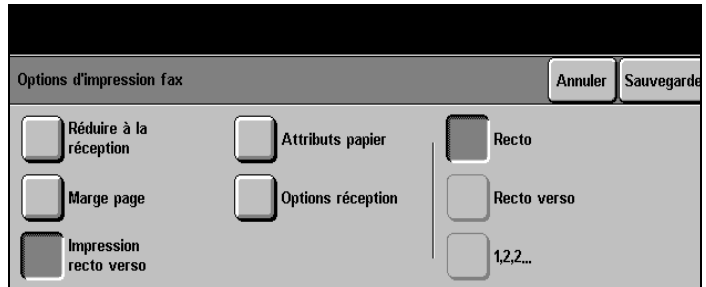 Options d'impression fax
Annuler
Sauvegarde
Réduire à la
réception
Attributs papier
Recto
Marge page
Options réception
Recto verso
Impression
recto verso
1,2,2...